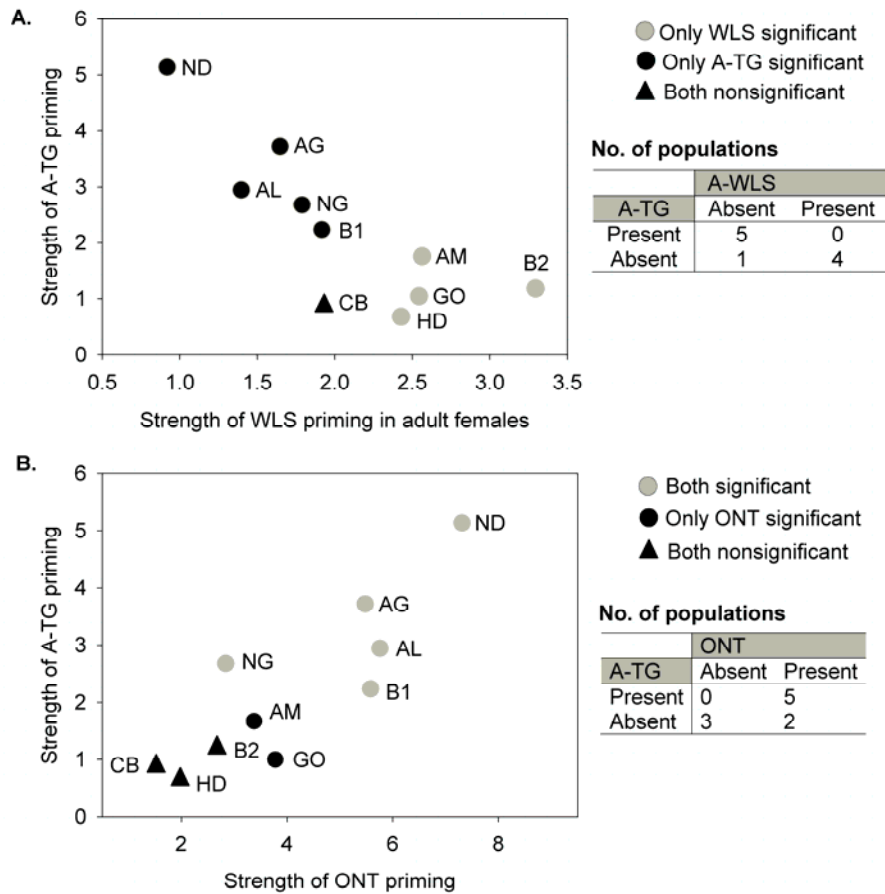 A.
6
5
4
3
2
1
0
Strength of A-TG priming
ND
AG
AL
NG
B1
AM
B2
CB
GO
HD
0.5 1.0 1.5 2.0 2.5 3.0 3.5
Strength of WLS priming in adult females
Only WLS significant
Only A-TG significant
Both nonsignificant
No. of populations
A-WLS
A-TG Absent Present
Present 5 0
Absent 1 4
B.
6
5
4
3
2
1
0
Strength of A-TG priming
ND
AG
AL
NG
B1
AM
B2
GO
CB
HD
2 4 6 8
Strength of ONT priming
Both significant
Only ONT significant
Both nonsignificant
No. of populations
ONT
A-TG Absent Present
Present 0 5
Absent 3 2